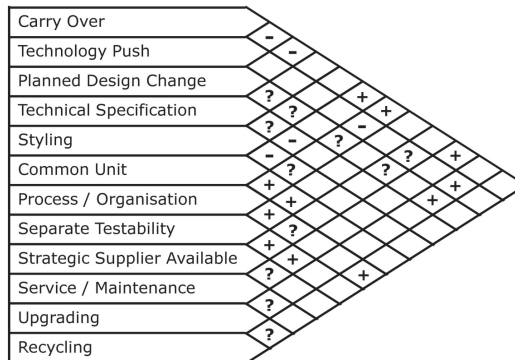 Carry Over
-
Technology Push -
Planned Design Change
? +
Technical Specification ? +
? -
Styling - ?
- ? +
Common Unit ? ?
+ +
Process / Organisation + +
+
Separate Testability ?
+
Strategic Supplier Available +
? +
Service / Maintenance
?
Upgrading
?
Recycling